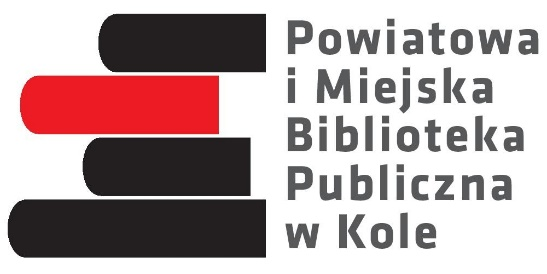 Powiatowa
i Miejska
Biblioteka
Publiczna
w Kole